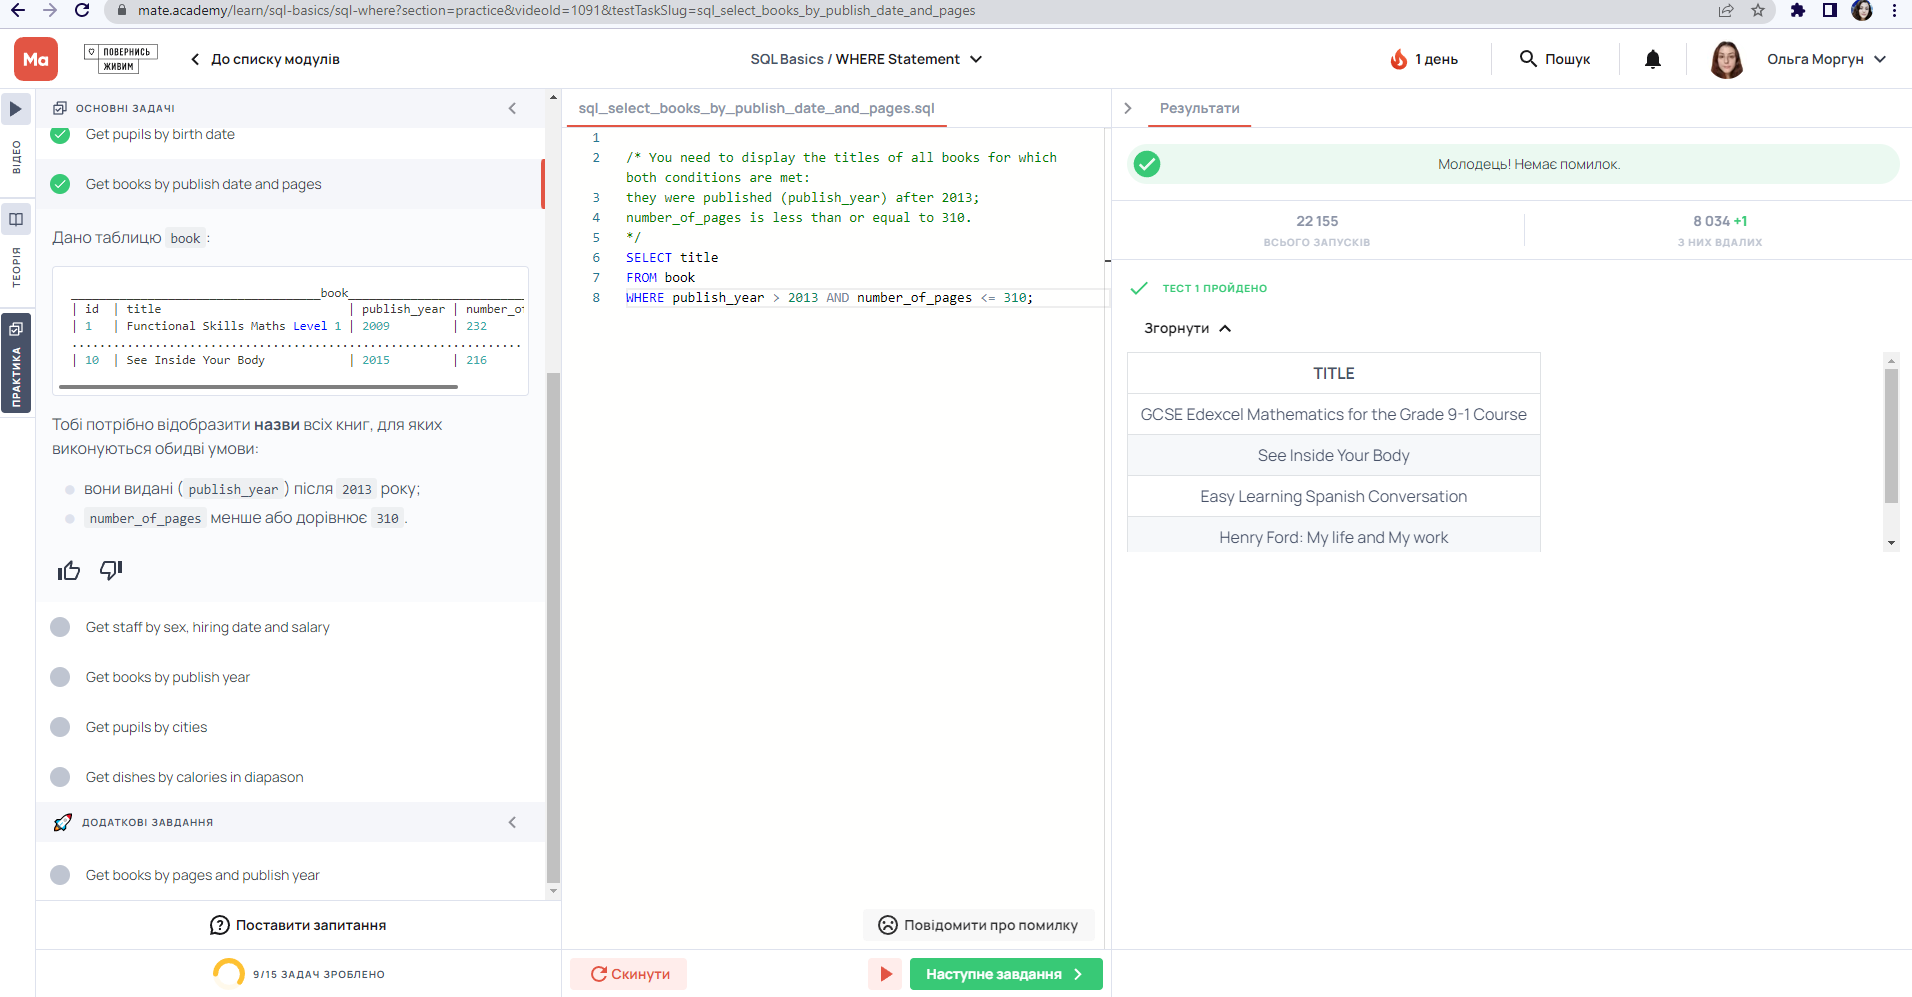 mate.academy/learn/sql-basics/sql-where?section=practice&videoId=1091&testTaskSlug=sql_select_books_by_publish_date_and_pages
Ma
ПОВЕРНИСЬ
ЖИВИМ
До списку модулів
SQL Basics / WHERE Statement
1 день
Пошук
Ольга Моргун
ВІДЕО
ТЕОРІЯ
ПРАКТИКА
ОСНОВНІ ЗАДАЧІ
Get pupils by birth date
Get books by publish date and pages
Дано таблицю book :
book
| id | title | publish_year | number_o
| 1 | Functional Skills Maths Level 1 | 2009 | 232
| 10 | See Inside Your Body | 2015 | 216
Тобі потрібно відобразити назви всіх книг, для яких
виконуються обидві умови:
вони видані ( publish_year ) після 2013 року;
number_of_pages менше або дорівнює 310 .
Get staff by sex, hiring date and salary
Get books by publish year
Get pupils by cities
Get dishes by calories in diapason
ДОДАТКОВІ ЗАВДАННЯ
Get books by pages and publish year
Поставити запитання
9/15 ЗАДАЧ ЗРОБЛЕНО
sql_select_books_by_publish_date_and_pages.sql
1
2 /* You need to display the titles of all books for which
both conditions are met:
3 they were published (publish_year) after 2013;
4 number_of_pages is less than or equal to 310.
5 */
6 SELECT title
7 FROM book
8 WHERE publish_year > 2013 AND number_of_pages <= 310;
Повідомити про помилку
Скинути
Наступне завдання
Результати
Молодець! Немає помилок.
22 155
ВСЬОГО ЗАПУСКІВ
8 034 +1
З НИХ ВДАЛИХ
ТЕСТ 1 ПРОЙДЕНО
Згорнути
TITLE
GCSE Edexcel Mathematics for the Grade 9-1 Course
See Inside Your Body
Easy Learning Spanish Conversation
Henry Ford: My life and My work